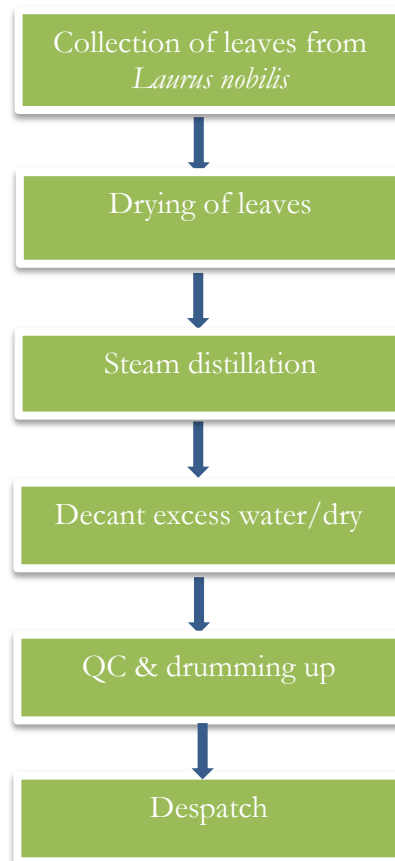 Collection of leaves from
Laurus nobilis
Drying of leaves
Steam distillation
Decant excess water/dry
QC & drumming up
Despatch